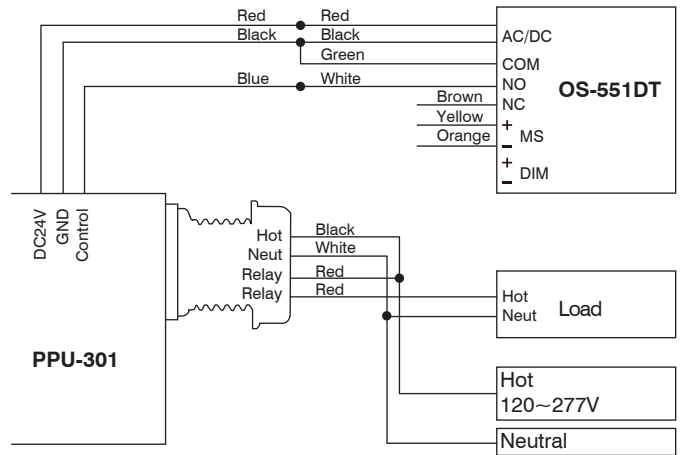 Red Red
Black Black
Green
Blue White
Brown
Yellow
Orange
AC/DC
COM
NO
NC
+
− MS
+
− DIM
OS-551DT
DC24V
GND
Control
Hot
Neut
Relay
Relay
Black
White
Red
Red
Hot
Neut
Load
PPU-301
Hot
120~277V
Neutral